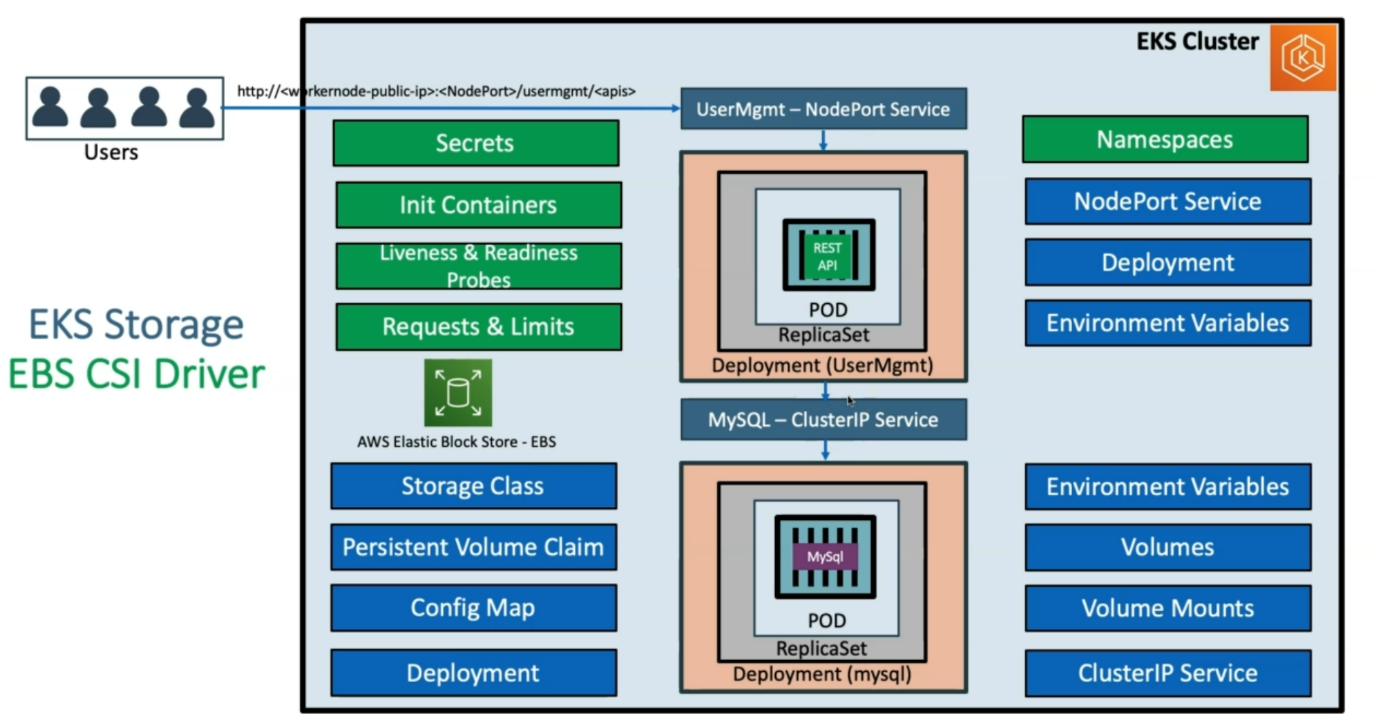 EKS Cluster
http://<workernode-public-ip>:<NodePort>/usermgmt/<apis>
Users
UserMgmt – NodePort Service
Secrets
Init Containers
Liveness & Readiness
Probes
Requests & Limits
EKS Storage
EBS CSI Driver
AWS Elastic Block Store - EBS
Storage Class
Persistent Volume Claim
Config Map
Deployment
REST
API
POD
ReplicaSet
Deployment (UserMgmt)
MySQL – ClusterIP Service
MySql
POD
ReplicaSet
Deployment (mysql)
Namespaces
NodePort Service
Deployment
Environment Variables
Environment Variables
Volumes
Volume Mounts
ClusterIP Service
K